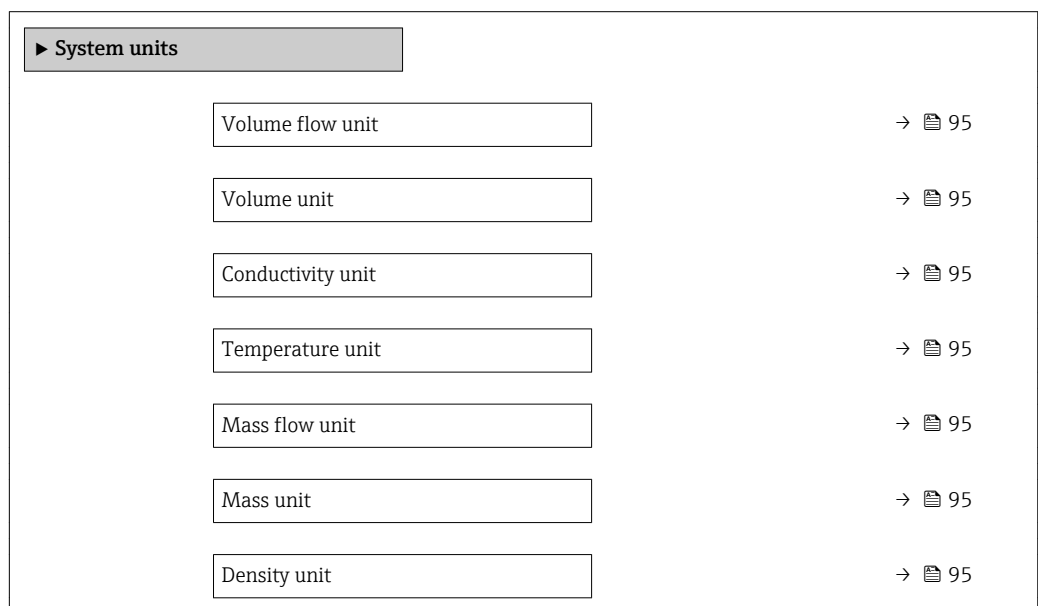 ▶ System units
Volume flow unit → 95
Volume unit → 95
Conductivity unit → 95
Temperature unit → 95
Mass flow unit → 95
Mass unit → 95
Density unit → 95